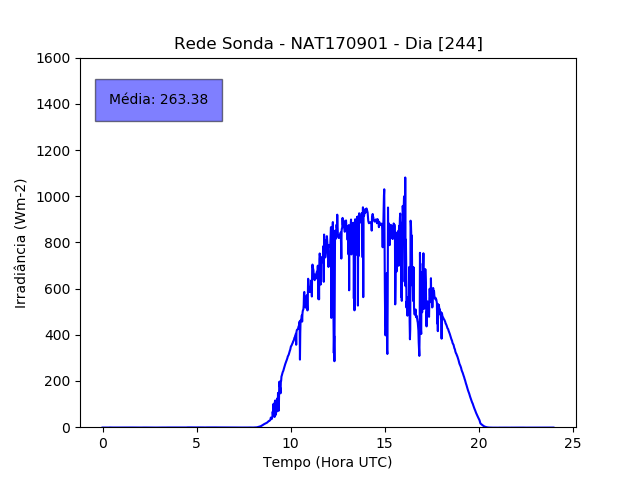 Rede Sonda - NAT170901 - Dia [244]
1600
1400
1200
1000
800
600
400
200
0
Irradiância (Wm-2)
Média: 263.38
0 5 10 15 20 25
Tempo (Hora UTC)